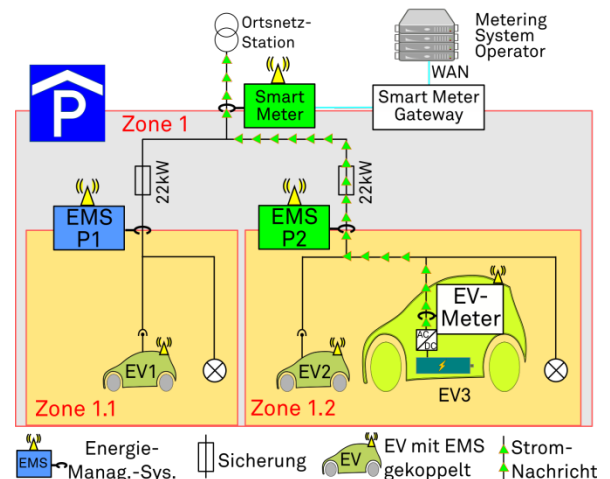 Ortsnetz-
Station
Metering
System
Operator
WAN
P
Zone 1
Smart
Meter
Smart Meter
Gateway
22kW
22kW
EMS
P1
EMS
P2
EV-
Meter
AC
DC
EV1
EV2
EV3
Zone 1.1
Zone 1.2
EMS
Energie-
Manag.-Sys.
Sicherung
EV
EV mit EMS
gekoppelt
Strom-
Nachricht